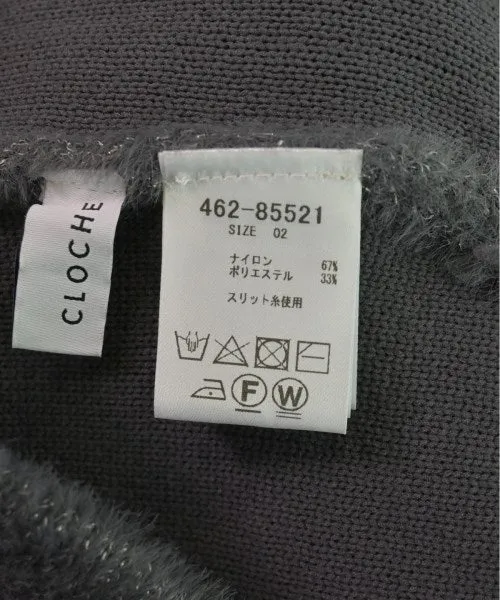 CLOCHE
462-85521
SIZE 02
ナイロン 67%
ポリエステル 33%
スリット糸使用
F W